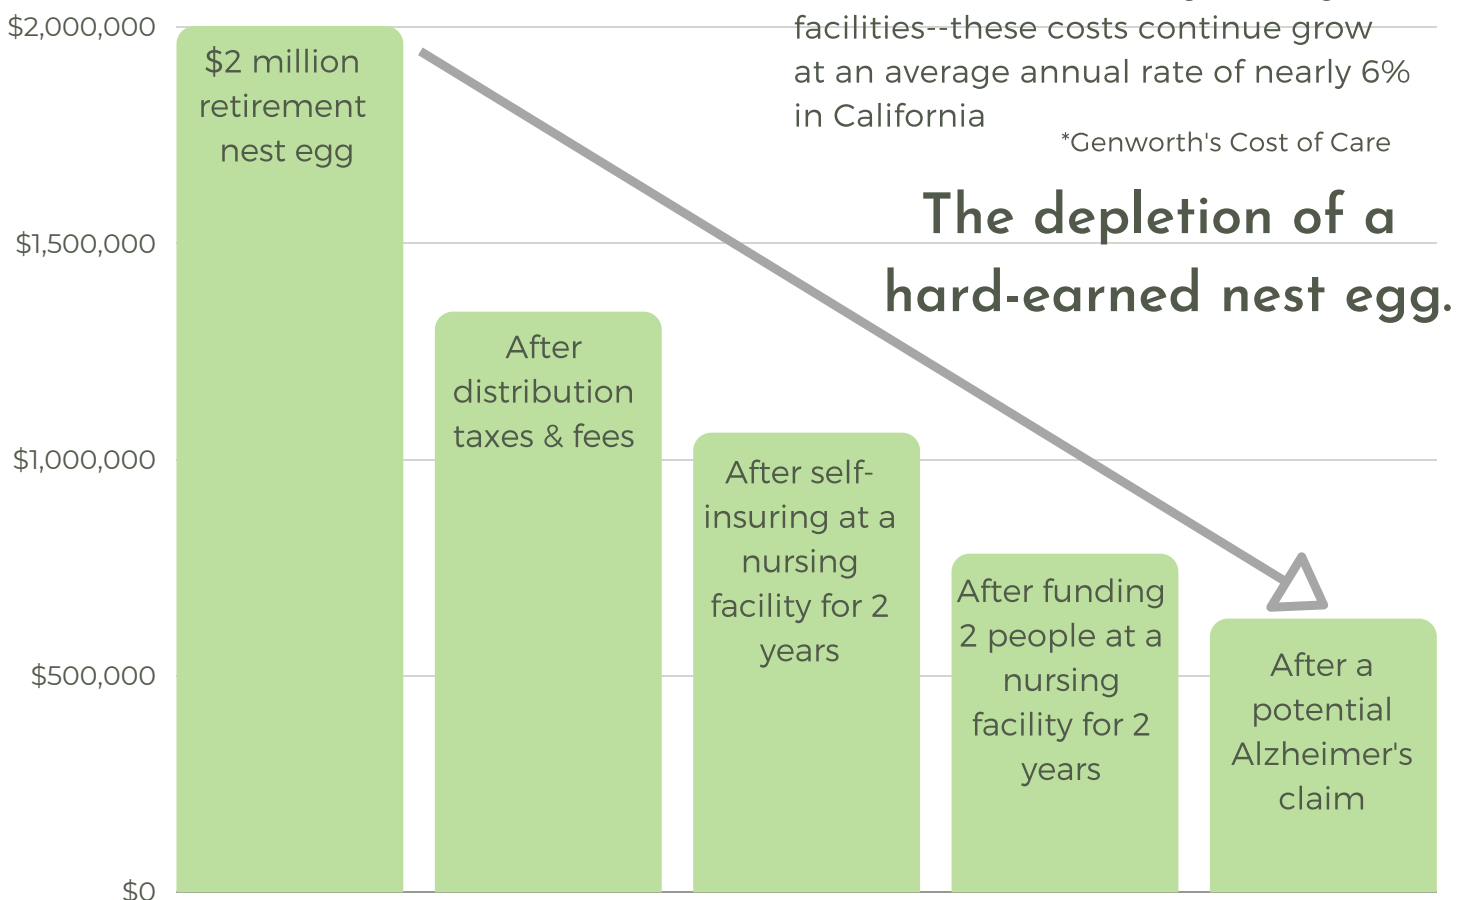 facilities--these costs continue grow
at an average annual rate of nearly 6%
in California
*Genworth's Cost of Care
The depletion of a
hard-earned nest egg.
$2,000,000
$1,500,000
$1,000,000
$500,000
$0
$2 million
retirement
nest egg
After
distribution
taxes & fees
After self-
insuring at a
nursing
facility for 2
years
After funding
2 people at a
nursing
facility for 2
years
After a
potential
Alzheimer's
claim